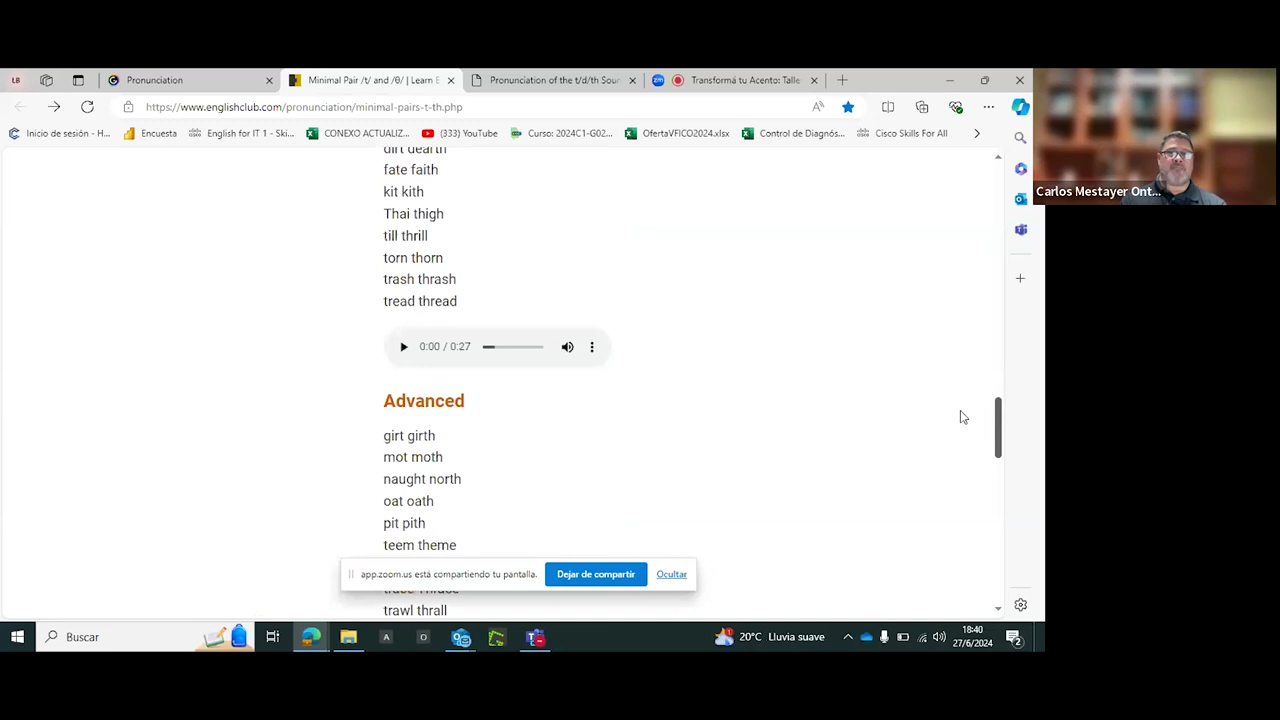 LB
Pronunciation
Minimal Pair /t/ and /θ/ | Learn E
Pronunciation of the t/d/th Soun
zm
Transformá tu Acento: Talle
https://www.englishclub.com/pronunciation/minimal-pairs-t-th.php
Inicio de sesión - H...
Encuesta
English for IT 1 - Ski...
CONEXO ACTUALIZ...
(333) YouTube
Curso: 2024C1-G02...
OfertaVFICO2024.xlsx
Control de Diagnós...
Cisco Skills For All
Carlos Mestayer Ont...
dirt dearth
fate faith
kit kith
Thai thigh
till thrill
torn thorn
trash thrash
tread thread
0:00 / 0:27
Advanced
girt girth
mot moth
naught north
oat oath
pit pith
teem theme
app.zoom.us está compartiendo tu pantalla.
Dejar de compartir
Ocultar
trawl thrall
Buscar
A
O
20°C Lluvia suave
18:40
27/6/2024
2